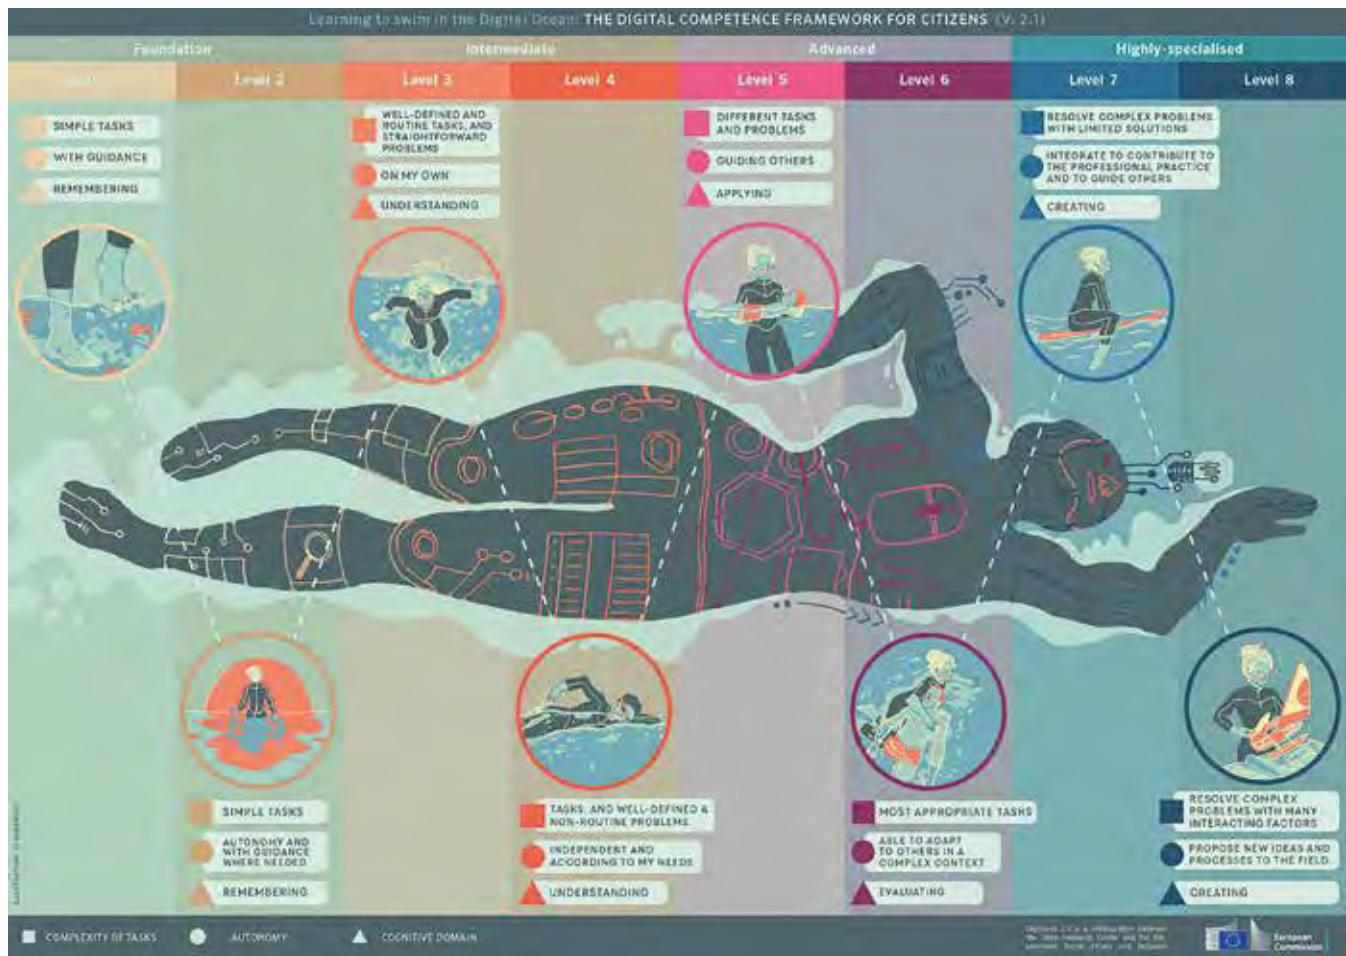 Learning to swim in the Digital Ocean: THE DIGITAL COMPETENCE FRAMEWORK FOR CITIZENS (V. 2.1)
Foundation
Intermediate
Advanced
Highly-specialised
Level 2
Level 3
Level 4
Level 5
Level 6
Level 7
Level 8
SIMPLE TASKS
WITH GUIDANCE
REMEMBERING
WELL-DEFINED AND
ROUTINE TASKS, AND
STRAIGHTFORWARD
PROBLEMS
ON MY OWN
UNDERSTANDING
DIFFERENT TASKS
AND PROBLEMS
GUIDING OTHERS
APPLYING
RESOLVE COMPLEX PROBLEMS
WITH LIMITED SOLUTIONS
INTEGRATE TO CONTRIBUTE TO
THE PROFESSIONAL PRACTICE
AND TO GUIDE OTHERS
CREATING
SIMPLE TASKS
AUTONOMY AND
WITH GUIDANCE
WHERE NEEDED
REMEMBERING
TASKS, AND WELL-DEFINED &
NON-ROUTINE PROBLEMS
INDEPENDENT AND
ACCORDING TO MY NEEDS
UNDERSTANDING
MOST APPROPRIATE TASKS
ABLE TO ADAPT
TO OTHERS IN A
COMPLEX CONTEXT
EVALUATING
RESOLVE COMPLEX
PROBLEMS WITH MANY
INTERACTING FACTORS
PROPOSE NEW IDEAS AND
PROCESSES TO THE FIELD
CREATING
COMPLEXITY OF TASKS
AUTONOMY
COGNITIVE DOMAIN
European
Commission